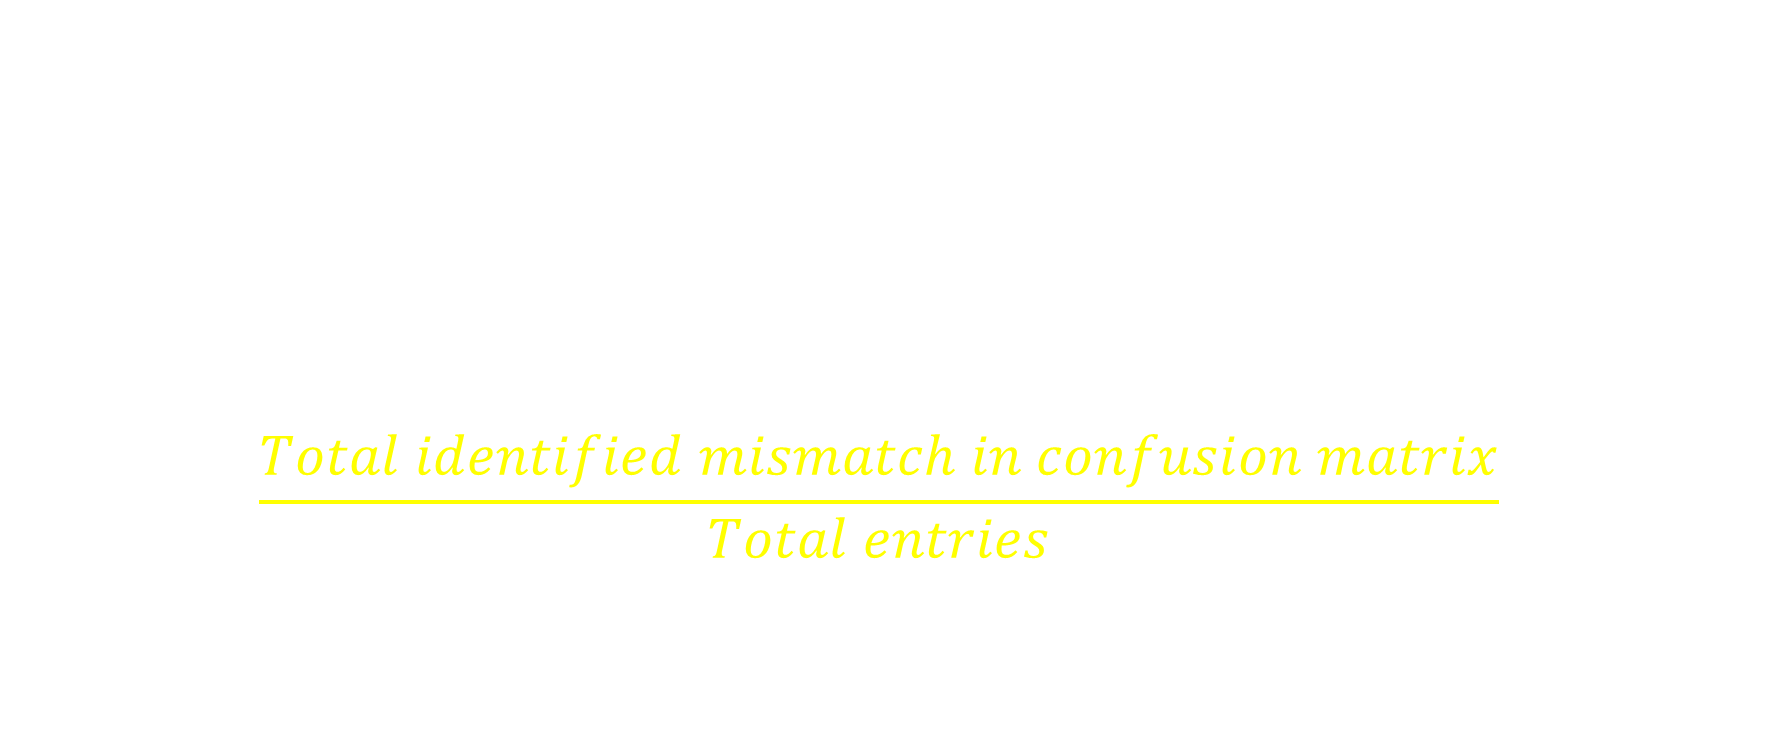 Total identified mismatch in confusion matrix
Total entries